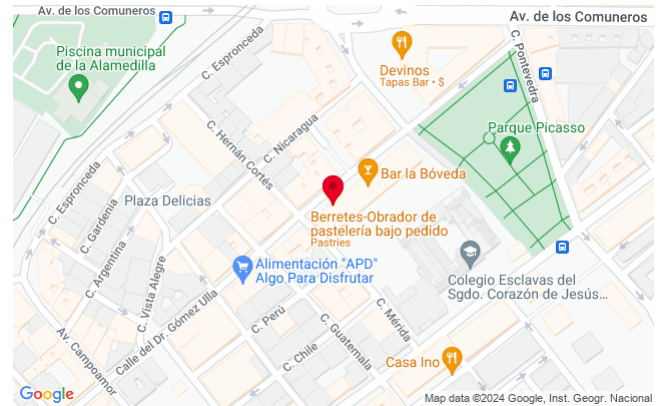 Av. de los Comuneros
Av. de los Comuneros
Piscina municipal
de la Alamedilla
C. Espronceda
Devinos
Tapas Bar • $
C. Pontevedra
Parque Picasso
C. Nicaragua
C. Hernán Cortés
Bar la Bóveda
C. Espronceda
C. Gardenia
Plaza Delicias
Berretes-Obrador de
pastelería bajo pedido
Pastries
C. Argentina
C. Vista Alegre
Alimentación "APD"
Algo Para Disfrutar
Colegio Esclavas del
Sgdo. Corazón de Jesús...
Av. Campoamor
Calle del Dr. Gómez Ulla
C. Perú
C. Mérida
C. Guatemala
C. Chile
Casa Ino
Google
Map data ©2024 Google, Inst. Geogr. Nacional